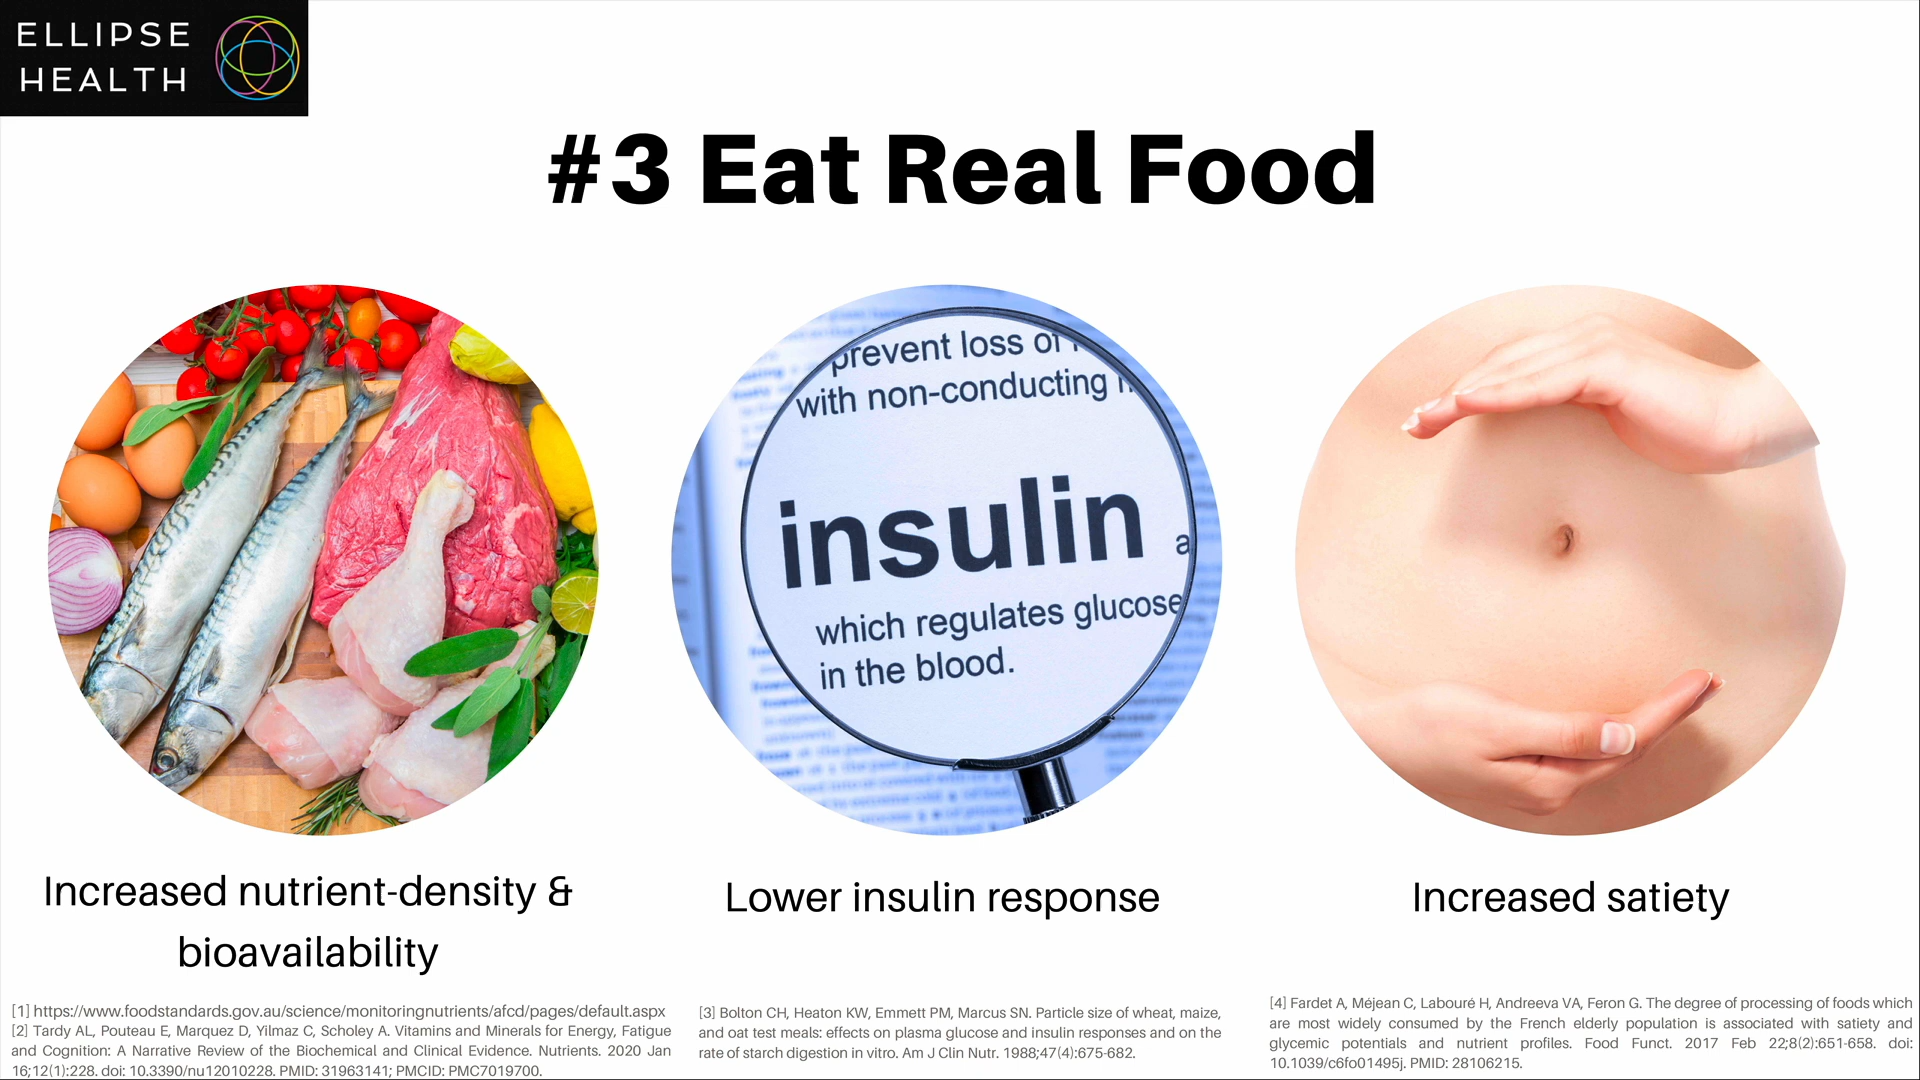 ELLIPSE
HEALTH
#3 Eat Real Food
prevent loss of
with non-conducting
insulin
a
which regulates glucose
in the blood.
Increased nutrient-density &
bioavailability
Lower insulin response
Increased satiety
[1] https://www.foodstandards.gov.au/science/monitoringnutrients/afcd/pages/default.aspx
[2] Tardy AL, Pouteau E, Marquez D, Yilmaz C, Scholey A. Vitamins and Minerals for Energy, Fatigue
and Cognition: A Narrative Review of the Biochemical and Clinical Evidence. Nutrients. 2020 Jan
16;12(1):228. doi: 10.3390/nu12010228. PMID: 31963141; PMCID: PMC7019700.
[3] Bolton CH, Heaton KW, Emmett PM, Marcus SN. Particle size of wheat, maize,
and oat test meals: effects on plasma glucose and insulin responses and on the
rate of starch digestion in vitro. Am J Clin Nutr. 1988;47(4):675-682.
[4] Fardet A, Méjean C, Labouré H, Andreeva VA, Feron G. The degree of processing of foods which
are most widely consumed by the French elderly population is associated with satiety and
glycemic potentials and nutrient profiles. Food Funct. 2017 Feb 22;8(2):651-658. doi:
10.1039/c6fo01495j. PMID: 28106215.